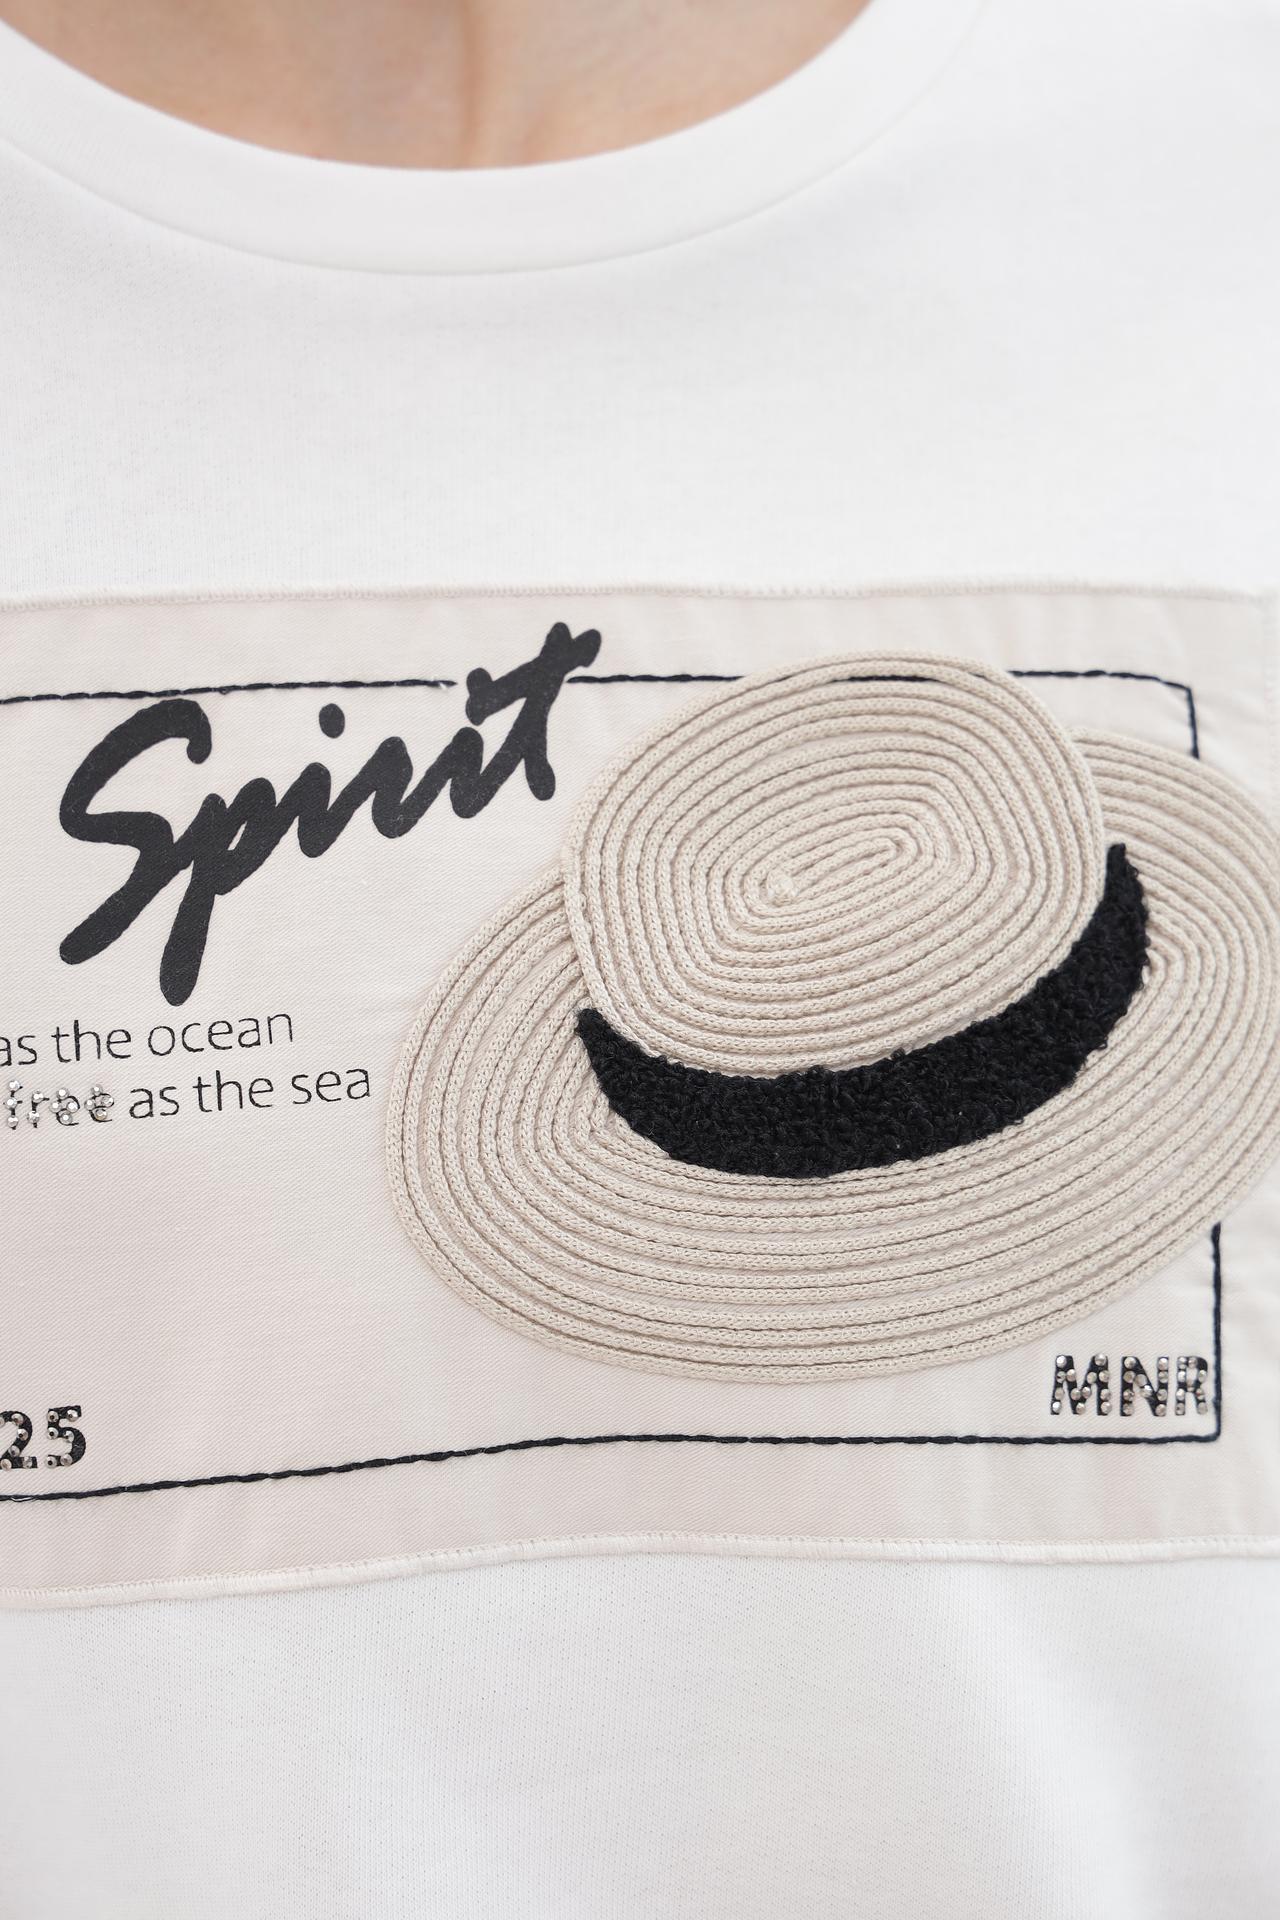 Spirit
as the ocean
free as the sea
MNR
25